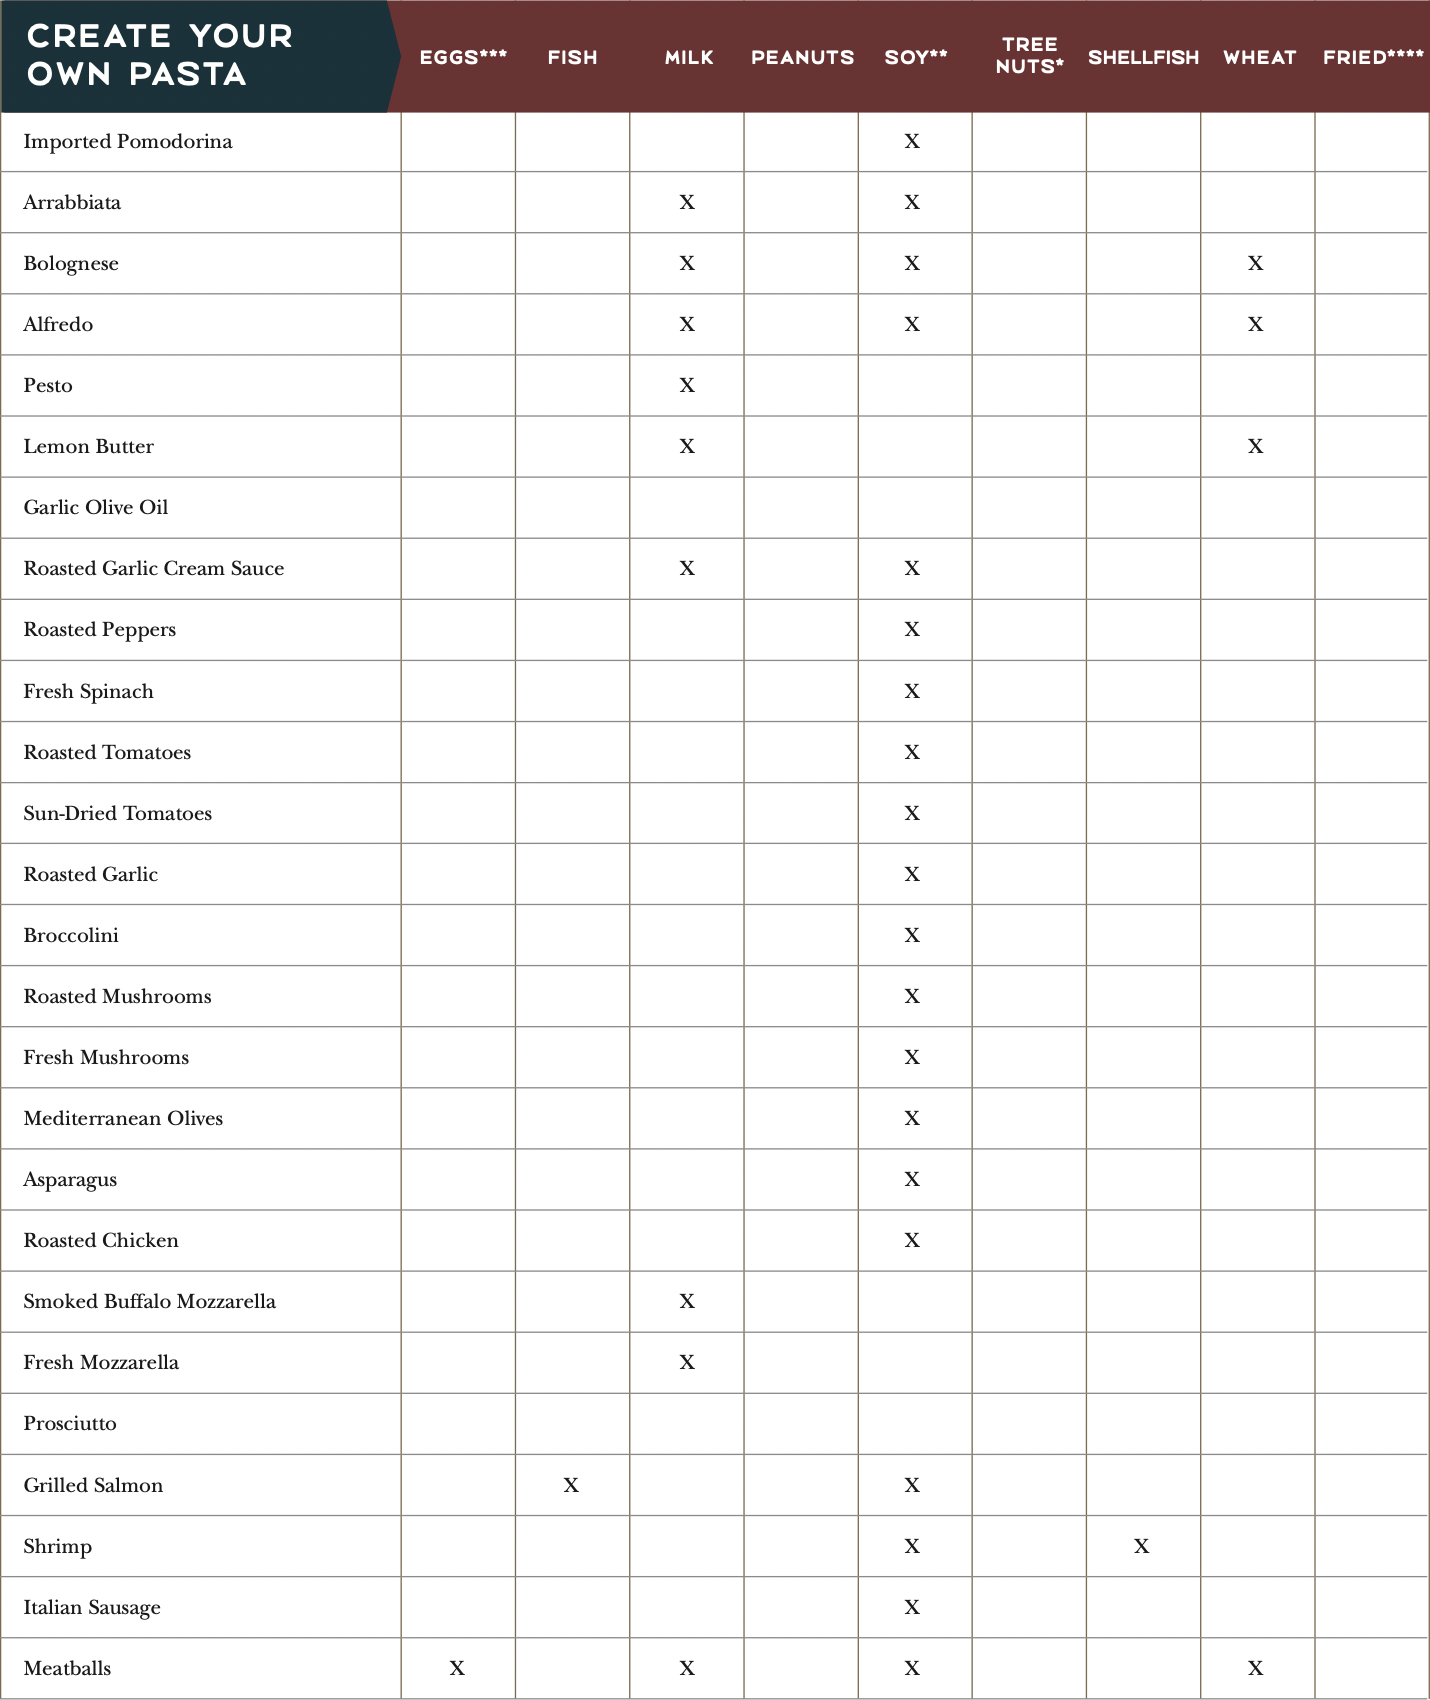 CREATE YOUR
OWN PASTA
EGGS*** FISH MILK PEANUTS SOY** TREE NUTS* SHELLFISH WHEAT FRIED****
Imported Pomodorina X
Arrabbiata X X
Bolognese X X X
Alfredo X X X
Pesto X
Lemon Butter X X
Garlic Olive Oil
Roasted Garlic Cream Sauce X X
Roasted Peppers X
Fresh Spinach X
Roasted Tomatoes X
Sun-Dried Tomatoes X
Roasted Garlic X
Broccolini X
Roasted Mushrooms X
Fresh Mushrooms X
Mediterranean Olives X
Asparagus X
Roasted Chicken X
Smoked Buffalo Mozzarella X
Fresh Mozzarella X
Prosciutto
Grilled Salmon X X
Shrimp X X
Italian Sausage X
Meatballs X X X X